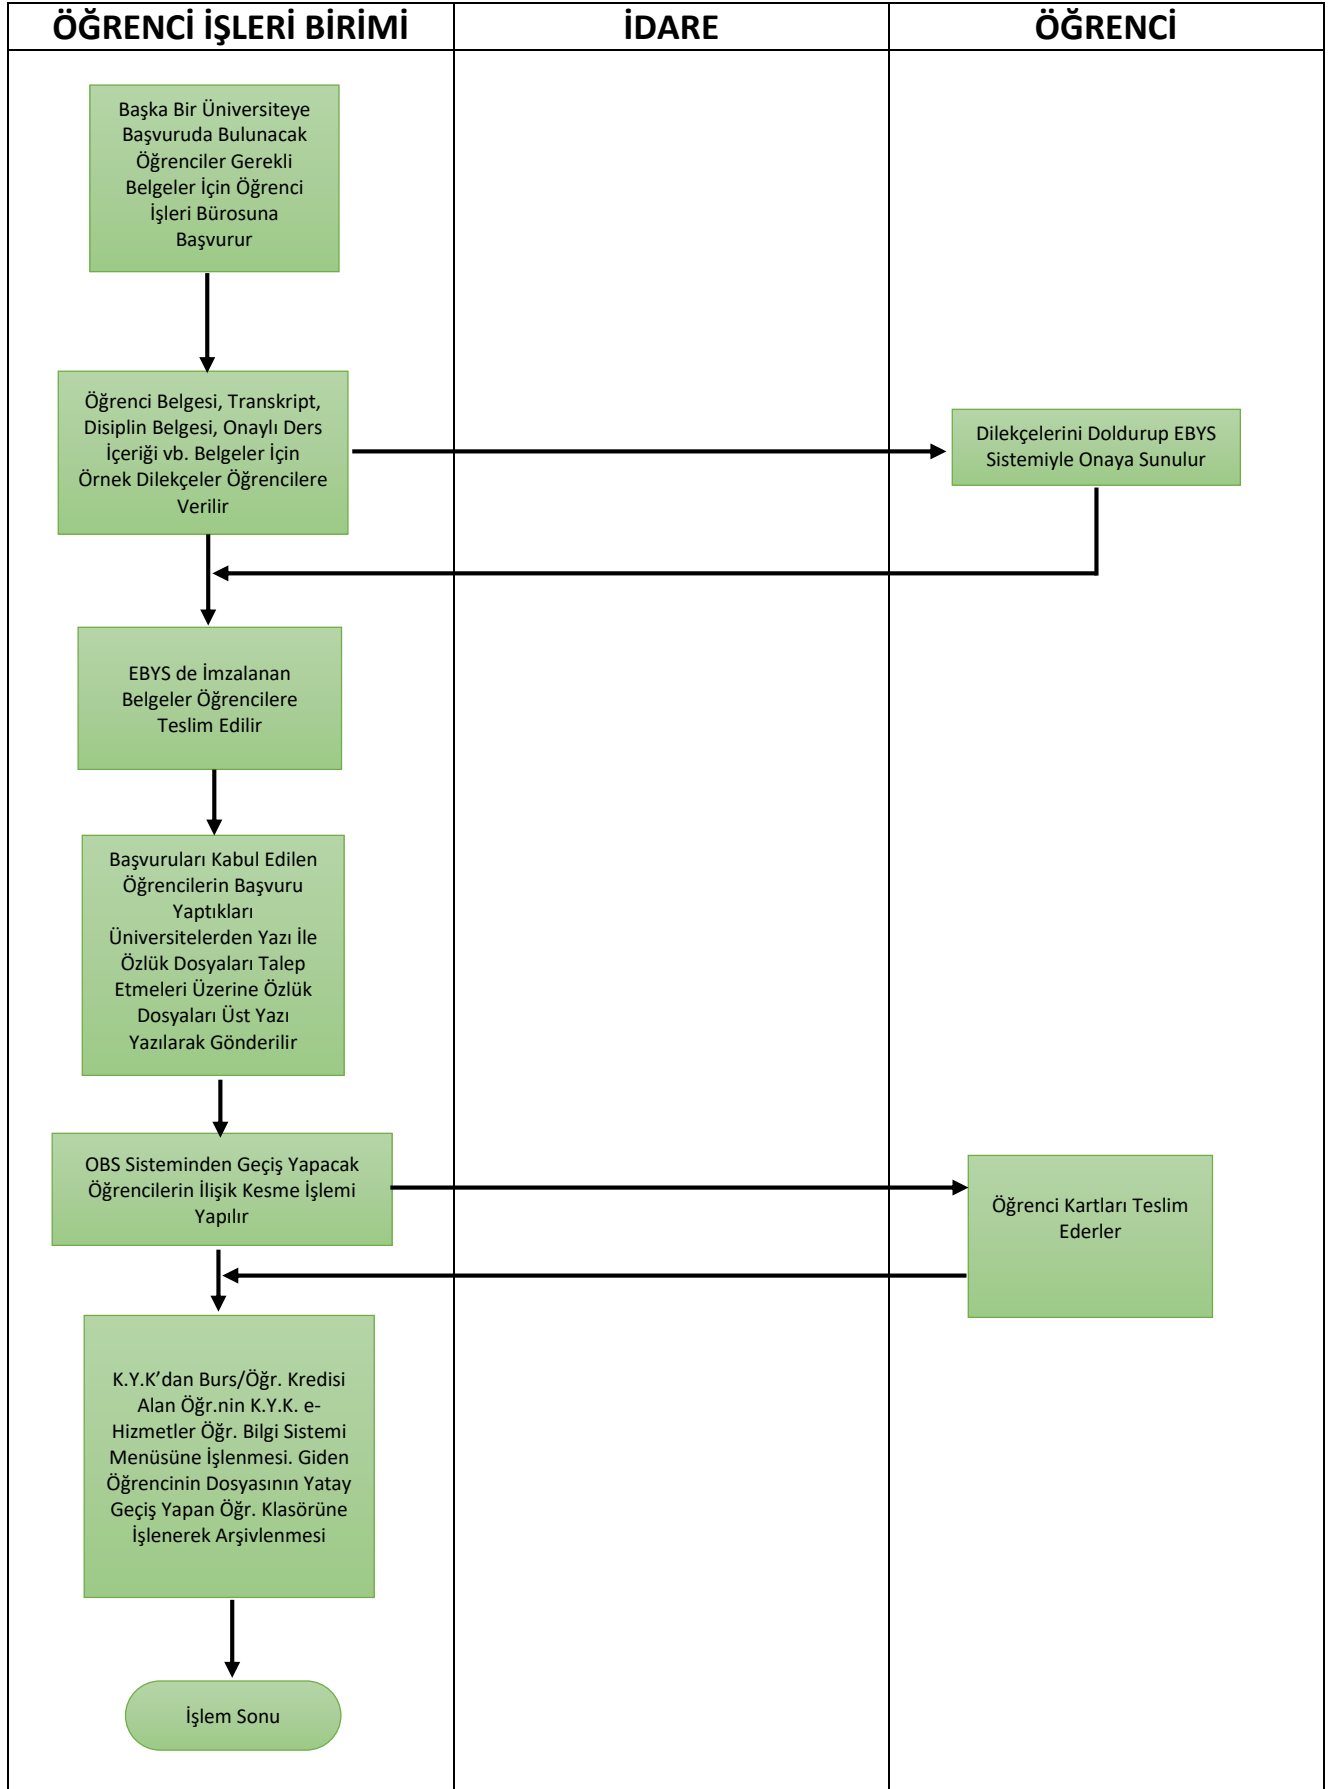 ÖĞRENCİ İŞLERİ BİRİMİ
İDARE
ÖĞRENCİ
Başka Bir Üniversiteye
Başvuruda Bulunacak
Öğrenciler Gerekli
Belgeler İçin Öğrenci
İşleri Bürosuna
Başvurur
Öğrenci Belgesi, Transkript,
Disiplin Belgesi, Onaylı Ders
İçeriği vb. Belgeler İçin
Örnek Dilekçeler Öğrencilere
Verilir
Dilekçelerini Doldurup EBYS
Sistemiyle Onaya Sunulur
EBYS de İmzalanan
Belgeler Öğrencilere
Teslim Edilir
Başvuruları Kabul Edilen
Öğrencilerin Başvuru
Yaptıkları
Üniversitelerden Yazı İle
Özlük Dosyaları Talep
Etmeleri Üzerine Özlük
Dosyaları Üst Yazı
Yazılarak Gönderilir
OBS Sisteminden Geçiş Yapacak
Öğrencilerin İlişik Kesme İşlemi
Yapılır
Öğrenci Kartları Teslim
Ederler
K.Y.K’dan Burs/Öğr. Kredisi
Alan Öğr.nin K.Y.K. e-
Hizmetler Öğr. Bilgi Sistemi
Menüsüne İşlenmesi. Giden
Öğrencinin Dosyasının Yatay
Geçiş Yapan Öğr. Klasörüne
İşlenerek Arşivlenmesi
İşlem Sonu